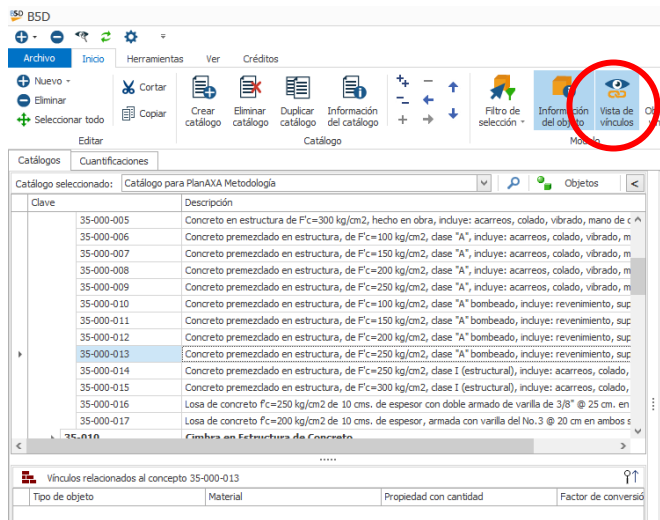 B5D
Archivo Inicio Herramientas Ver Créditos
Nuevo Cortar
Eliminar
Seleccionar todo Copiar
Crear catálogo Eliminar catálogo Duplicar catálogo Información del catálogo Filtro de selección Información del objeto Vista de vínculos
Editar Catálogo
Catálogos Cuantificaciones
Catálogo seleccionado: Catálogo para PlanAXA Metodología Objetos <
Clave Descripción
35-000-005 Concreto en estructura de F'c=300 kg/cm2, hecho en obra, incluye: acarreos, colado, vibrado, mano de
35-000-006 Concreto premezclado en estructura, de F'c=100 kg/cm2, clase "A", incluye: acarreos, colado, vibrado, m
35-000-007 Concreto premezclado en estructura, de F'c=150 kg/cm2, clase "A", incluye: acarreos, colado, vibrado, m
35-000-008 Concreto premezclado en estructura, de F'c=200 kg/cm2, clase "A", incluye: acarreos, colado, vibrado, m
35-000-009 Concreto premezclado en estructura, de F'c=250 kg/cm2, clase "A", incluye: acarreos, colado, vibrado, m
35-000-010 Concreto premezclado en estructura, de F'c=100 kg/cm2, clase "A" bombeado, incluye: revenimiento, sup
35-000-011 Concreto premezclado en estructura, de F'c=150 kg/cm2, clase "A" bombeado, incluye: revenimiento, sup
35-000-012 Concreto premezclado en estructura, de F'c=200 kg/cm2, clase "A" bombeado, incluye: revenimiento, sup
35-000-013 Concreto premezclado en estructura, de F'c=250 kg/cm2, clase "A" bombeado, incluye: revenimiento, sup
35-000-014 Concreto premezclado en estructura, de F'c=250 kg/cm2, clase I (estructural), incluye: acarreos, colado,
35-000-015 Concreto premezclado en estructura, de F'c=300 kg/cm2, clase I (estructural), incluye: acarreos, colado,
35-000-016 Losa de concreto f'c=250 kg/cm2 de 10 cms. de espesor con doble armado de varilla de 3/8" @ 25 cm. en
35-000-017 Losa de concreto f'c=200 kg/cm2 de 10 cms. de espesor, armada con varilla del No.3 @ 20 cm en ambos s
35-010 Cimbra en Estructura de Concreto
Vínculos relacionados al concepto 35-000-013
Tipo de objeto Material Propiedad con cantidad Factor de conversió